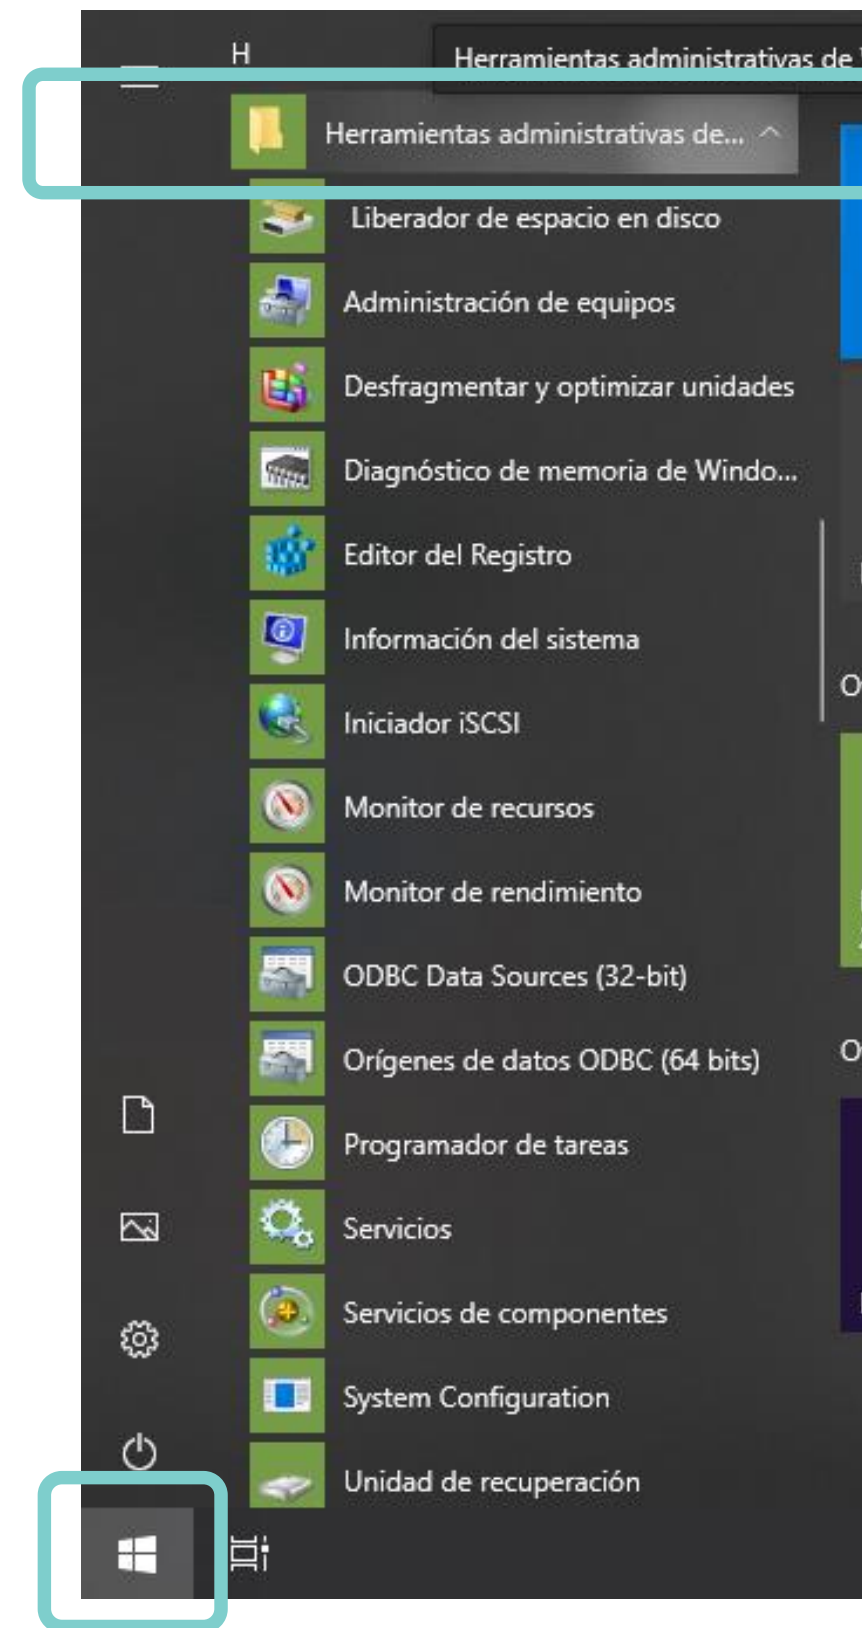 H
Herramientas administrativas de
Herramientas administrativas de...
Liberador de espacio en disco
Administración de equipos
Desfragmentar y optimizar unidades
Diagnóstico de memoria de Windo...
Editor del Registro
Información del sistema
Iniciador iSCSI
Monitor de recursos
Monitor de rendimiento
ODBC Data Sources (32-bit)
Orígenes de datos ODBC (64 bits)
Programador de tareas
Servicios
Servicios de componentes
System Configuration
Unidad de recuperación